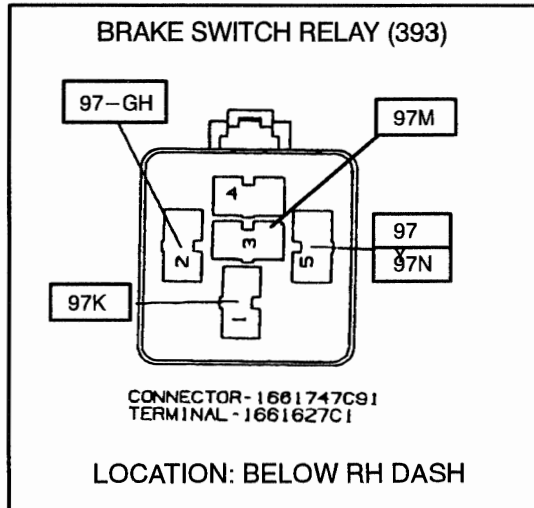 BRAKE SWITCH RELAY (393)
97-GH
97M
4
3
97
Y
97N
2
5
97K
1
CONNECTOR-1661747C91
TERMINAL-1661627C1
LOCATION: BELOW RH DASH